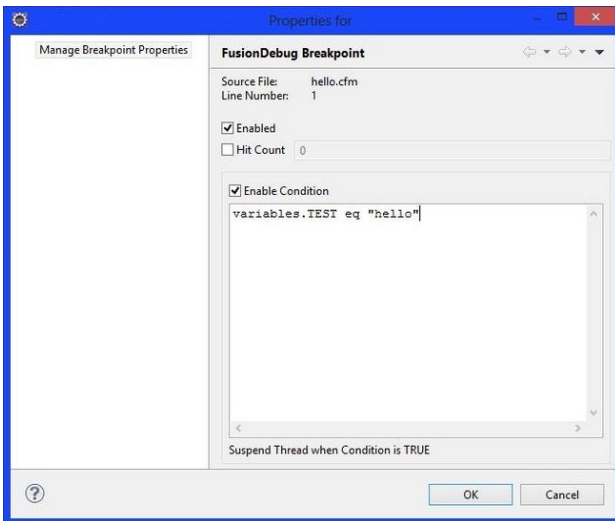 Properties for
Manage Breakpoint Properties
FusionDebug Breakpoint
Source File: hello.cfm
Line Number: 1
Enabled
Hit Count 0
Enable Condition
variables.TEST eq "hello"
Suspend Thread when Condition is TRUE
OK Cancel